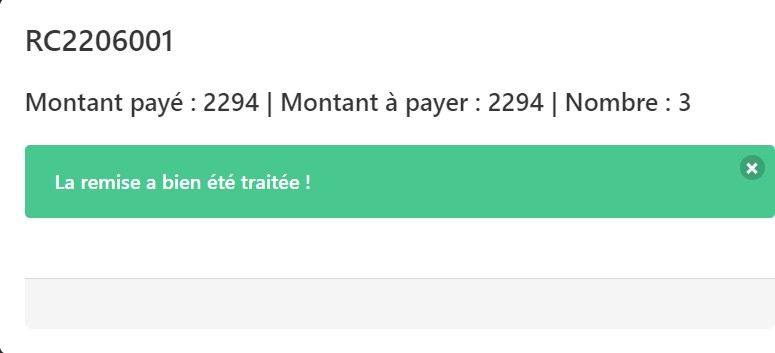 RC2206001
Montant payé : 2294 | Montant à payer : 2294 | Nombre : 3
La remise a bien été traitée !